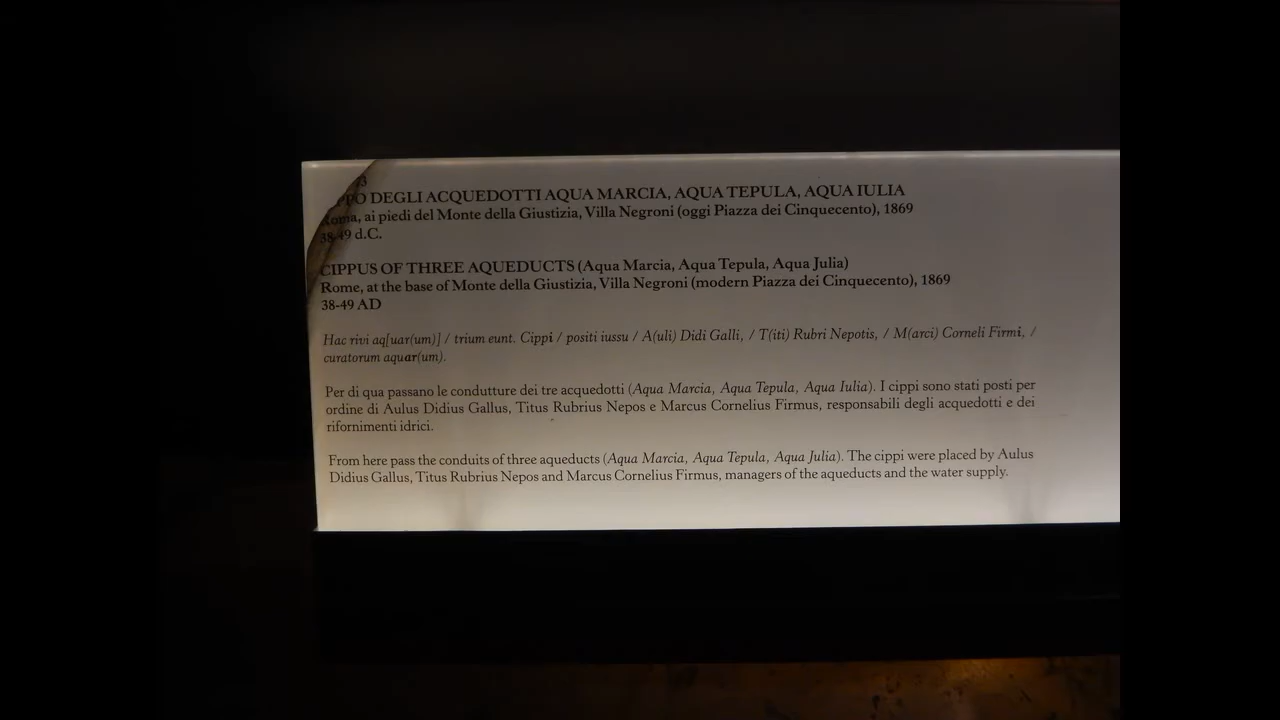 DEGLI ACQUEDOTTI AQUA MARCIA, AQUA TEPULA, AQUA IULIA
Roma, ai piedi del Monte della Giustizia, Villa Negroni (oggi Piazza dei Cinquecento), 1869
38-49 d.C.
CIPPUS OF THREE AQUEDUCTS (Aqua Marcia, Aqua Tepula, Aqua Julia)
Rome, at the base of Monte della Giustizia, Villa Negroni (modern Piazza dei Cinquecento), 1869
38-49 AD
Hac rivi aq[uar(um)] / trium eunt. Cippi / positi iussu / A(uli) Didi Galli, / T(iti) Rubri Nepotis, / M(arci) Corneli Firmi, /
curatorum aquar(um).
Per di qua passano le condutture dei tre acquedotti (Aqua Marcia, Aqua Tepula, Aqua Iulia). I cippi sono stati posti per
ordine di Aulus Didius Gallus, Titus Rubrius Nepos e Marcus Cornelius Firmus, responsabili degli acquedotti e dei
rifornimenti idrici.
From here pass the conduits of three aqueducts (Aqua Marcia, Aqua Tepula, Aqua Julia). The cippi were placed by Aulus
Didius Gallus, Titus Rubrius Nepos and Marcus Cornelius Firmus, managers of the aqueducts and the water supply.